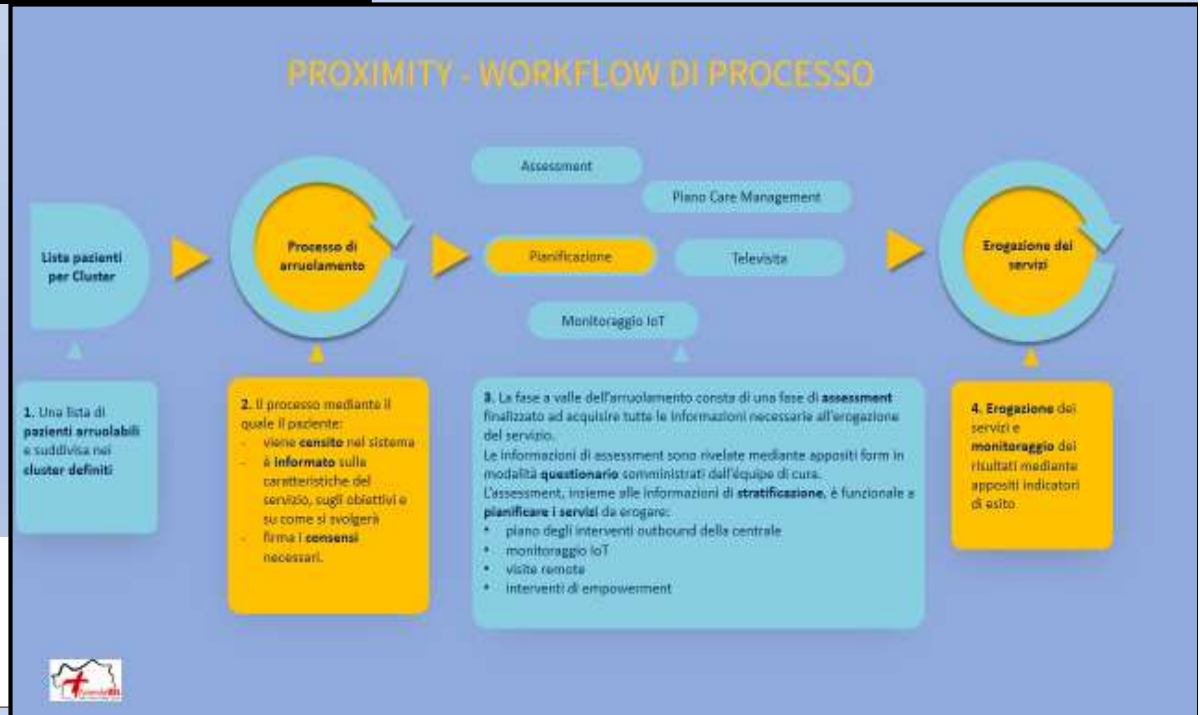 PROXIMITY - WORKFLOW DI PROCESSO
Assessment
Piano Care Management
Lista pazienti
per Cluster
Processo di
arruolamento
Pianificazione
Televisita
Erogazione dei
servizi
Monitoraggio IoT
1. Una lista di
pazienti arruolabili
e suddivisa nei
cluster definiti
2. Il processo mediante il
quale il paziente:
- viene censito nel sistema
- è informato sulle
caratteristiche del
servizio, sugli obiettivi e
su come si svolgerà
- firma i consensi
necessari.
3. La fase a valle dell'arruolamento consta di una fase di assessment
finalizzato ad acquisire tutte le informazioni necessarie all'erogazione
del servizio.
Le informazioni di assessment sono rivelate mediante appositi form in
modalità questionario somministrati dall'équipe di cura.
L'assessment, insieme alle informazioni di stratificazione, è funzionale a
pianificare i servizi da erogare:
• piano degli interventi outbound della centrale
• monitoraggio IoT
• visite remote
• interventi di empowerment
4. Erogazione dei
servizi e
monitoraggio dei
risultati mediante
appositi indicatori
di esito